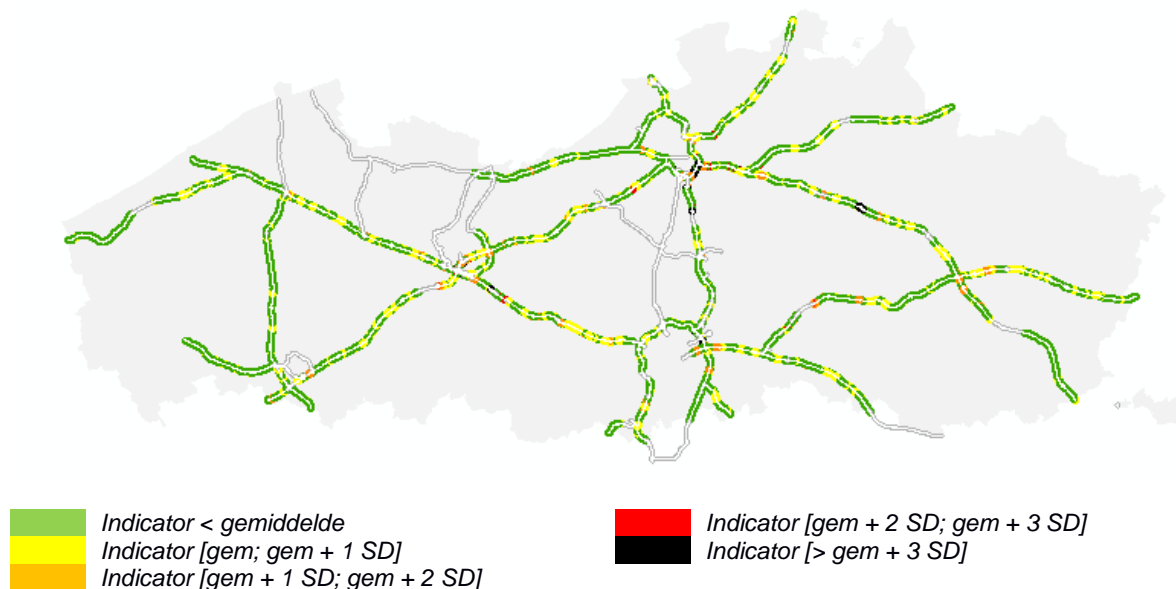 Indicator < gemiddelde
Indicator [gem; gem + 1 SD]
Indicator [gem + 1 SD; gem + 2 SD]
Indicator [gem + 2 SD; gem + 3 SD]
Indicator [> gem + 3 SD]